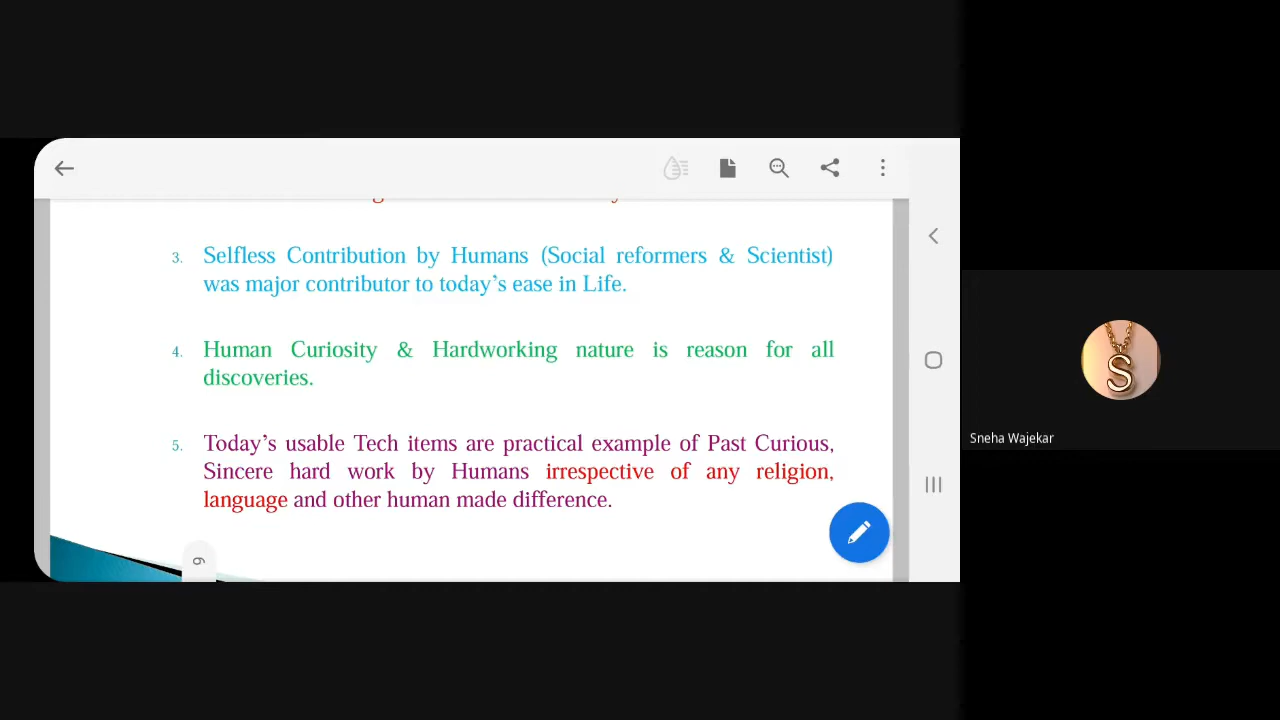 3. Selfless Contribution by Humans (Social reformers & Scientist)
was major contributor to today’s ease in Life.
4. Human Curiosity & Hardworking nature is reason for all
discoveries.
5. Today’s usable Tech items are practical example of Past Curious,
Sincere hard work by Humans irrespective of any religion,
language and other human made difference.
6
S
Sneha Wajekar